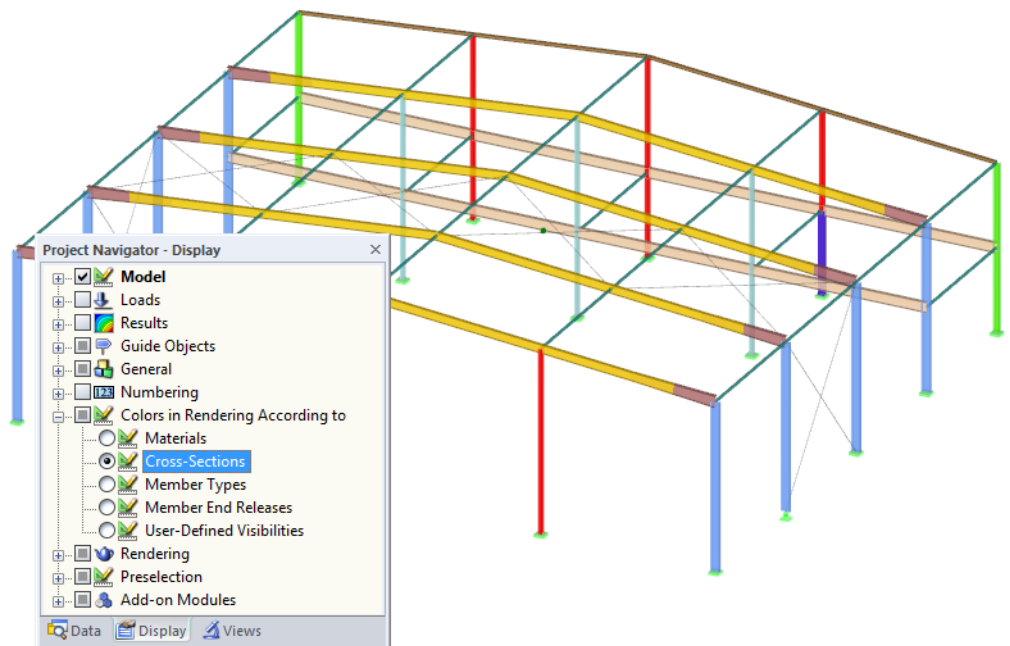 Project Navigator - Display
Model
Loads
Results
Guide Objects
General
123 Numbering
Colors in Rendering According to
Materials
Cross-Sections
Member Types
Member End Releases
User-Defined Visibilities
Rendering
Preselection
Add-on Modules
Data Display Views